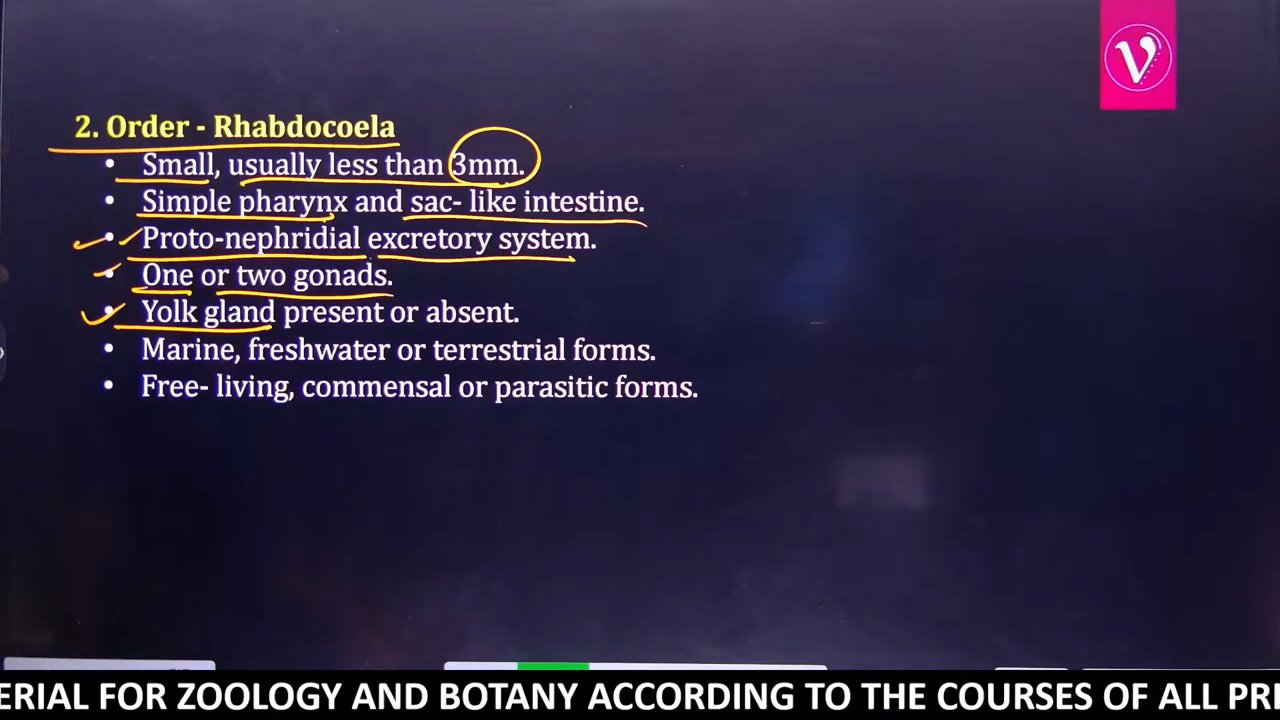 V
2. Order - Rhabdocoela
• Small, usually less than 3mm.
• Simple pharynx and sac- like intestine.
• Proto-nephridial excretory system.
• One or two gonads.
• Yolk gland present or absent.
• Marine, freshwater or terrestrial forms.
• Free- living, commensal or parasitic forms.
ERIAL FOR ZOOLOGY AND BOTANY ACCORDING TO THE COURSES OF ALL PRE